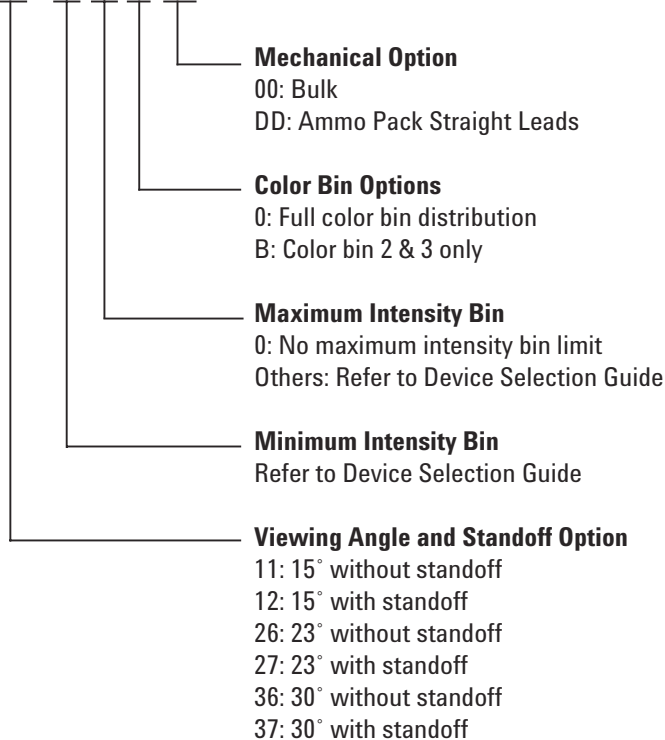 Mechanical Option
00: Bulk
DD: Ammo Pack Straight Leads
Color Bin Options
0: Full color bin distribution
B: Color bin 2 & 3 only
Maximum Intensity Bin
0: No maximum intensity bin limit
Others: Refer to Device Selection Guide
Minimum Intensity Bin
Refer to Device Selection Guide
Viewing Angle and Standoff Option
11: 15˚ without standoff
12: 15˚ with standoff
26: 23˚ without standoff
27: 23˚ with standoff
36: 30˚ without standoff
37: 30˚ with standoff